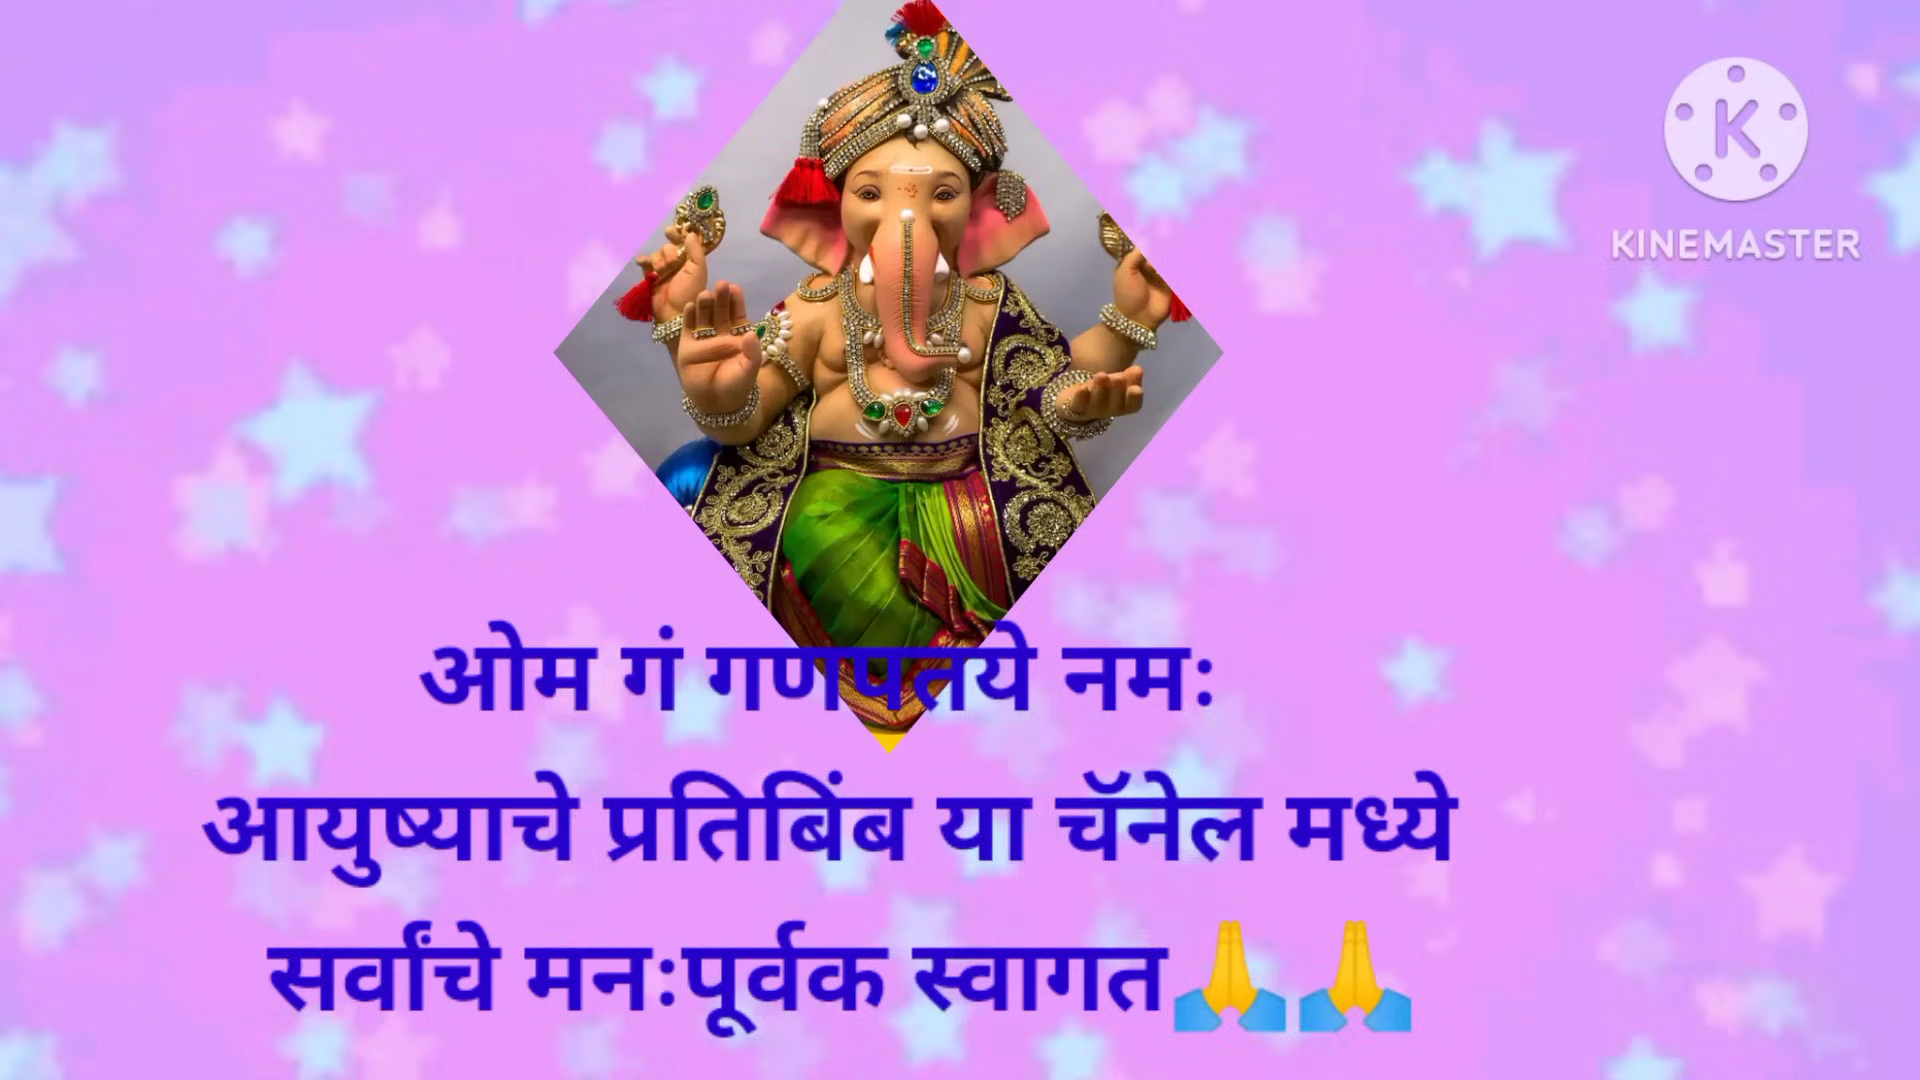 KINEMASTER
ओम गं गणपतये नमः
आयुष्याचे प्रतिबिंब या चॅनेल मध्ये
सर्वांचे मनःपूर्वक स्वागत🙏🙏